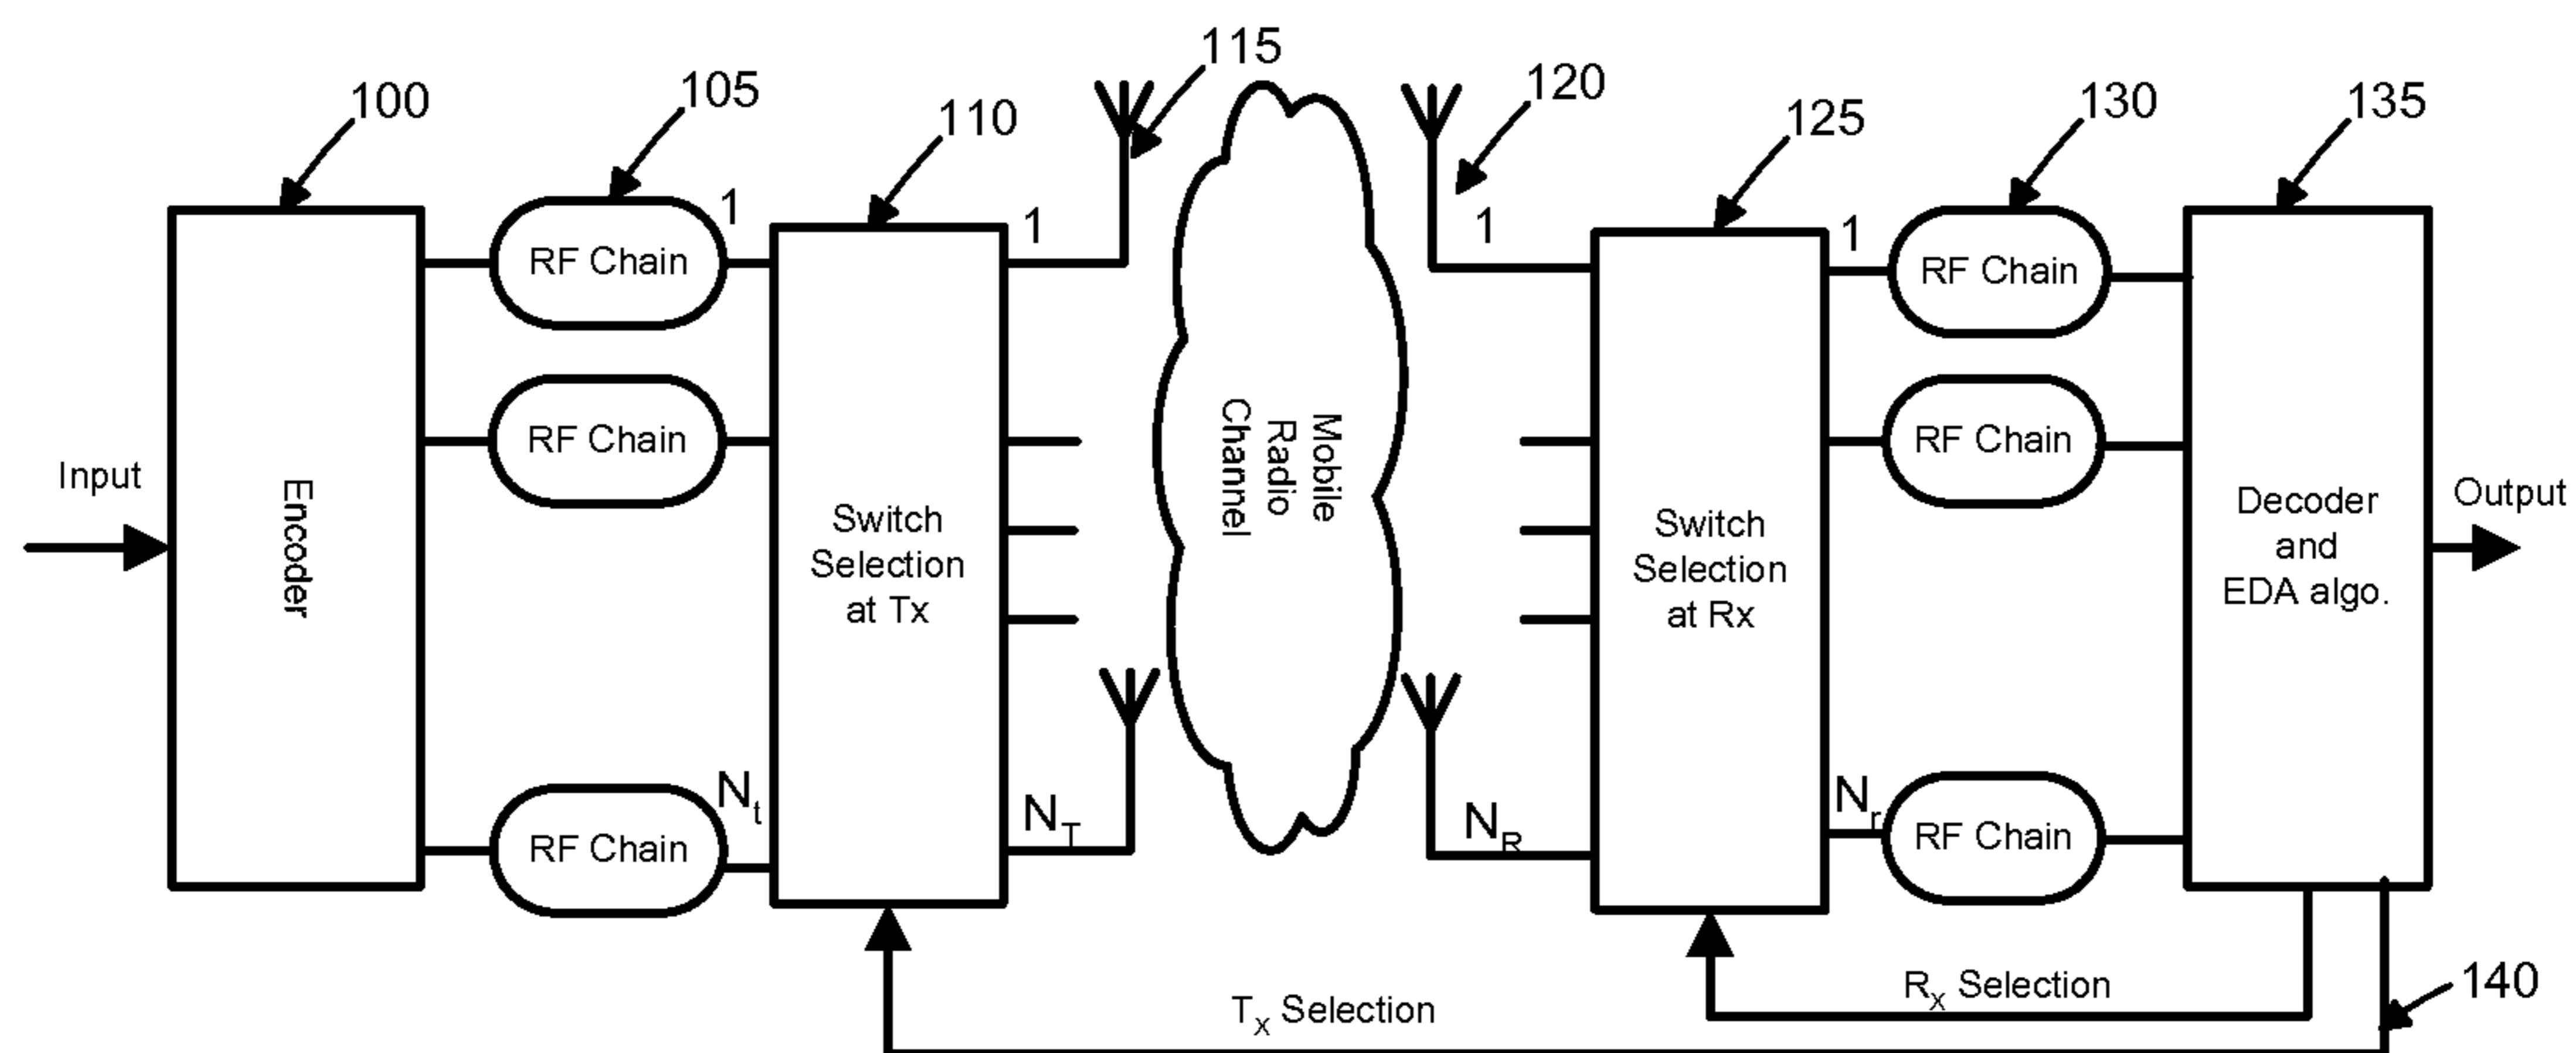 100
105
110
115
120
125
130
135
1
1
1
1
RF Chain
RF Chain
RF Chain
RF Chain
RF Chain
RF Chain
Input
Encoder
Switch
Selection
at Tx
Mobile
Radio
Channel
Switch
Selection
at Rx
Decoder
and
EDA algo.
Output
Nt
NT
NR
Nr
Tx Selection
Rx Selection
140